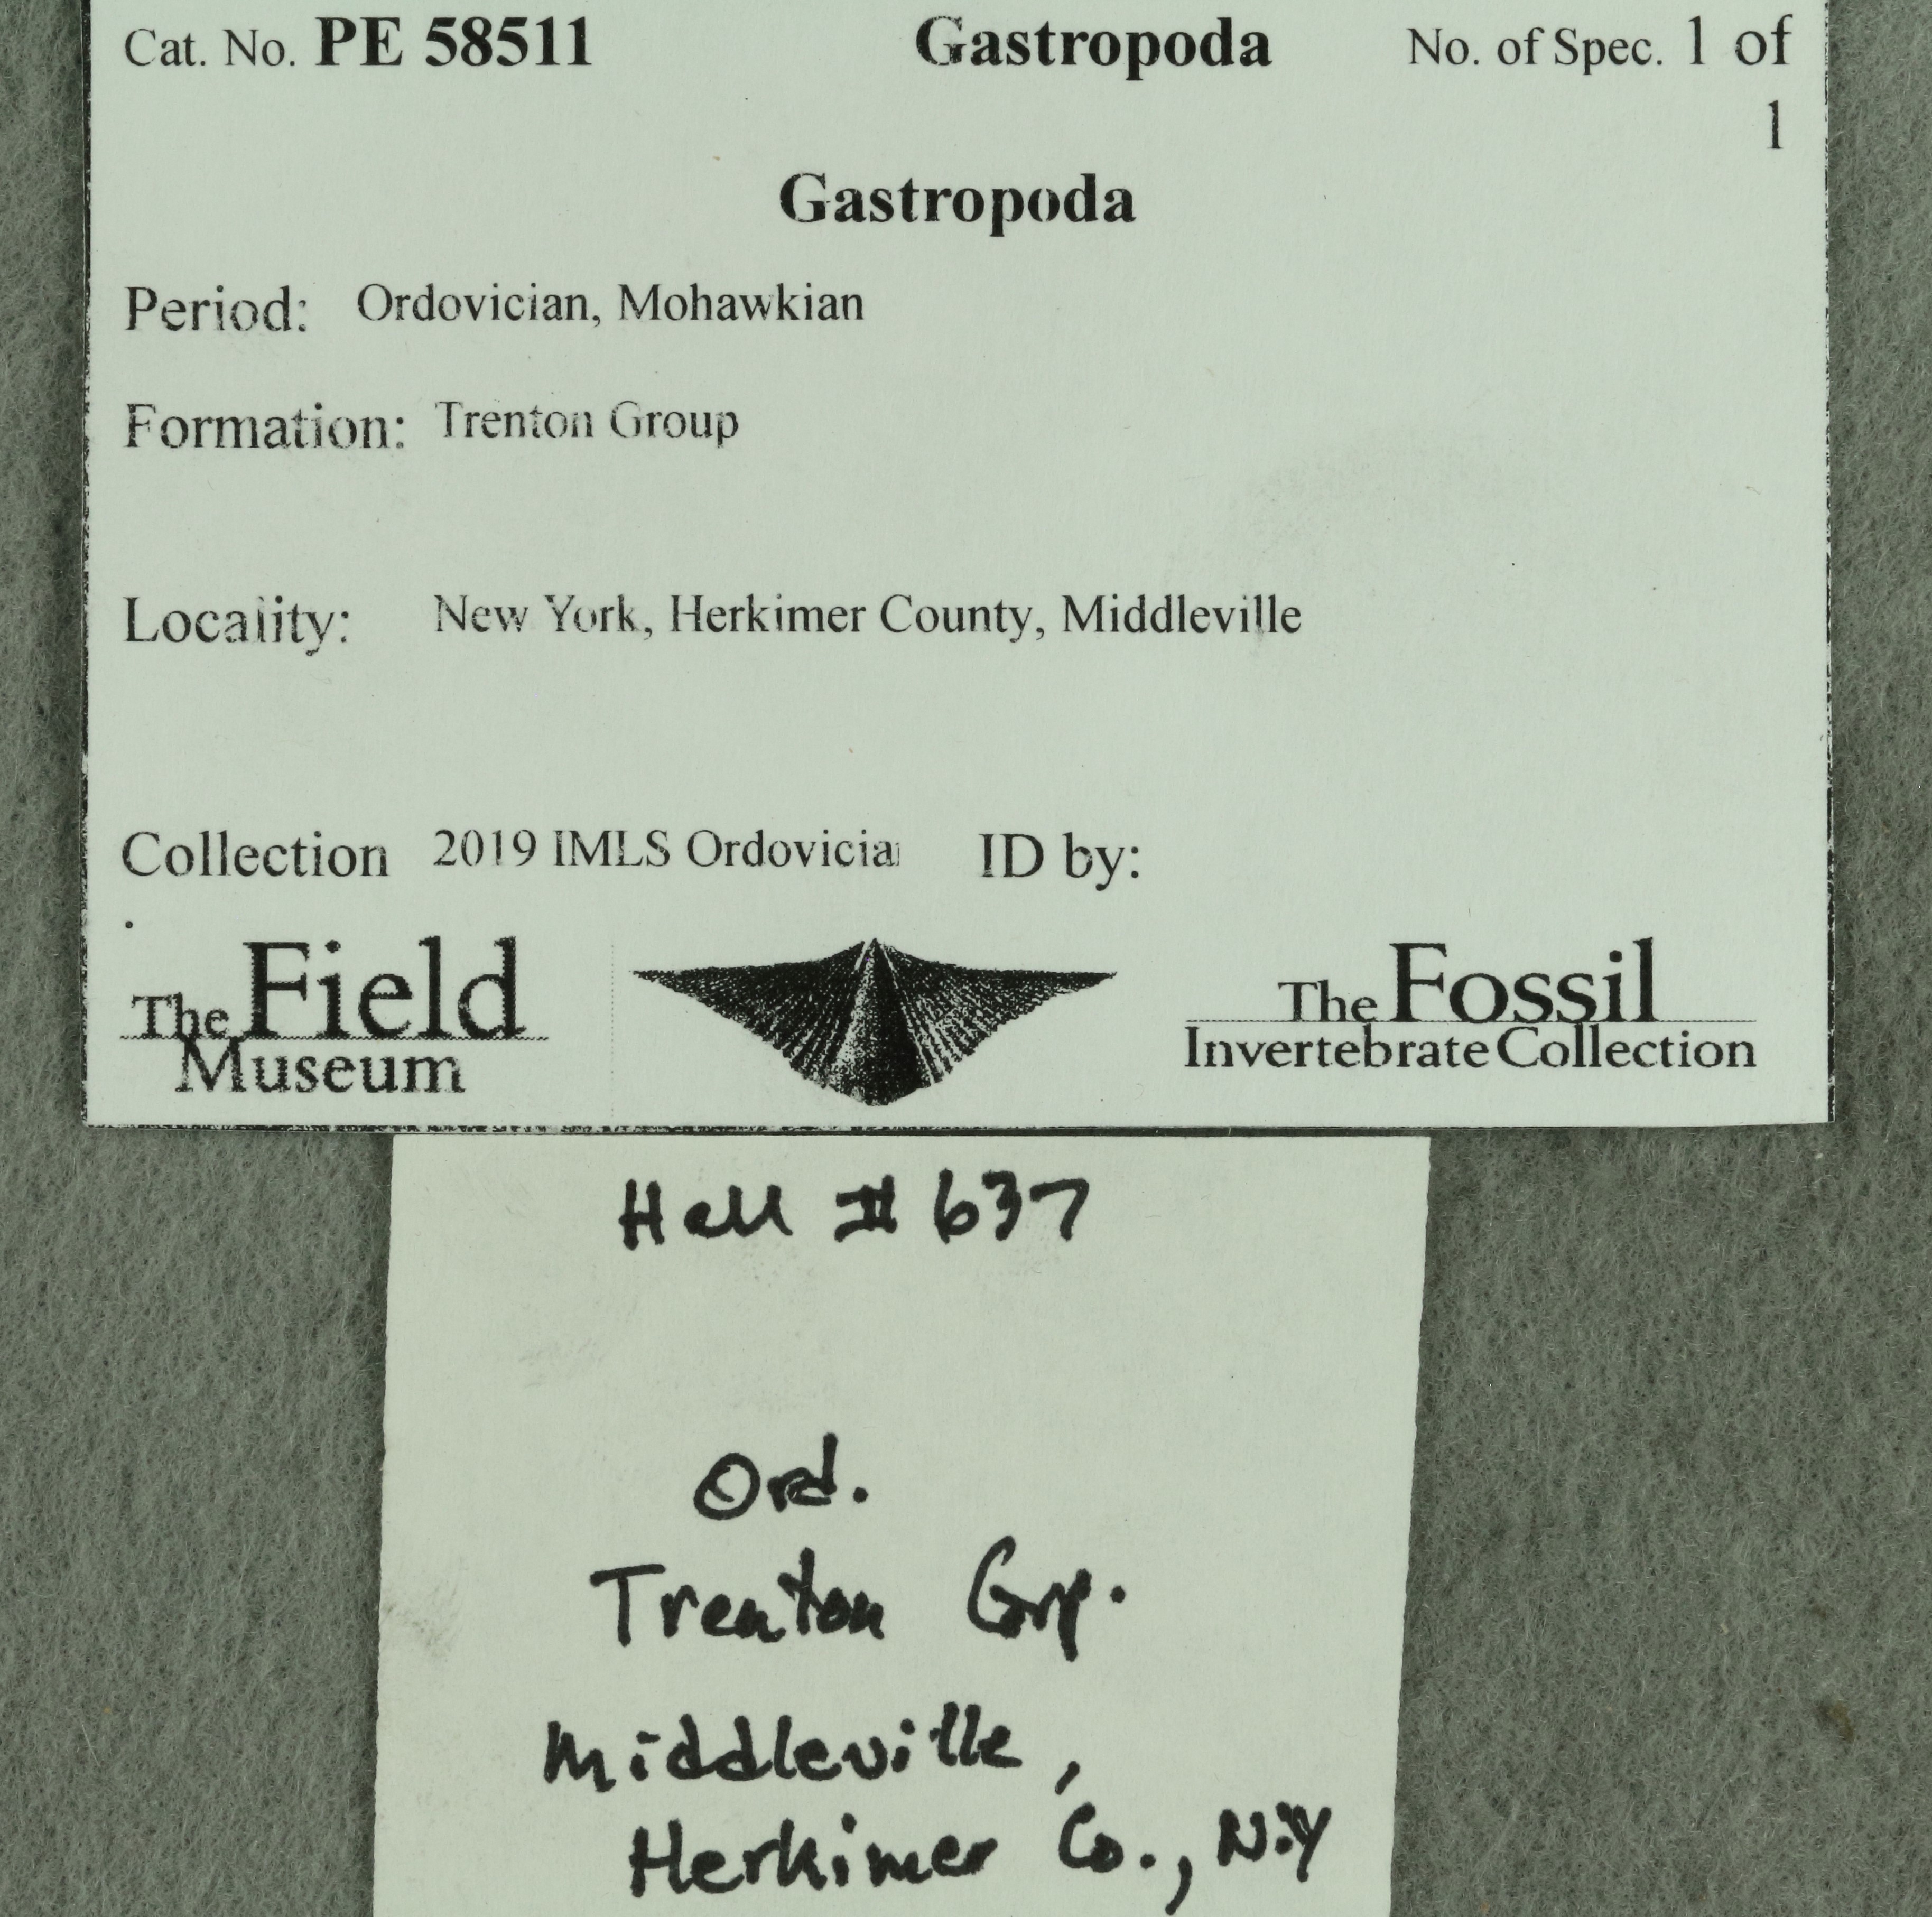 Cat. No. PE 58511 Gastropoda No. of Spec. 1 of
1
Gastropoda
Period: Ordovician, Mohawkian
Formation: Trenton Group
Locality: New York, Herkimer County, Middleville
Collection 2019 IMLS Ordovicia ID by:
The Field
Museum
The Fossil
Invertebrate Collection
Hall # 637
Ord.
Trenton Grp.
Middleville,
Herkimer Co., N.Y